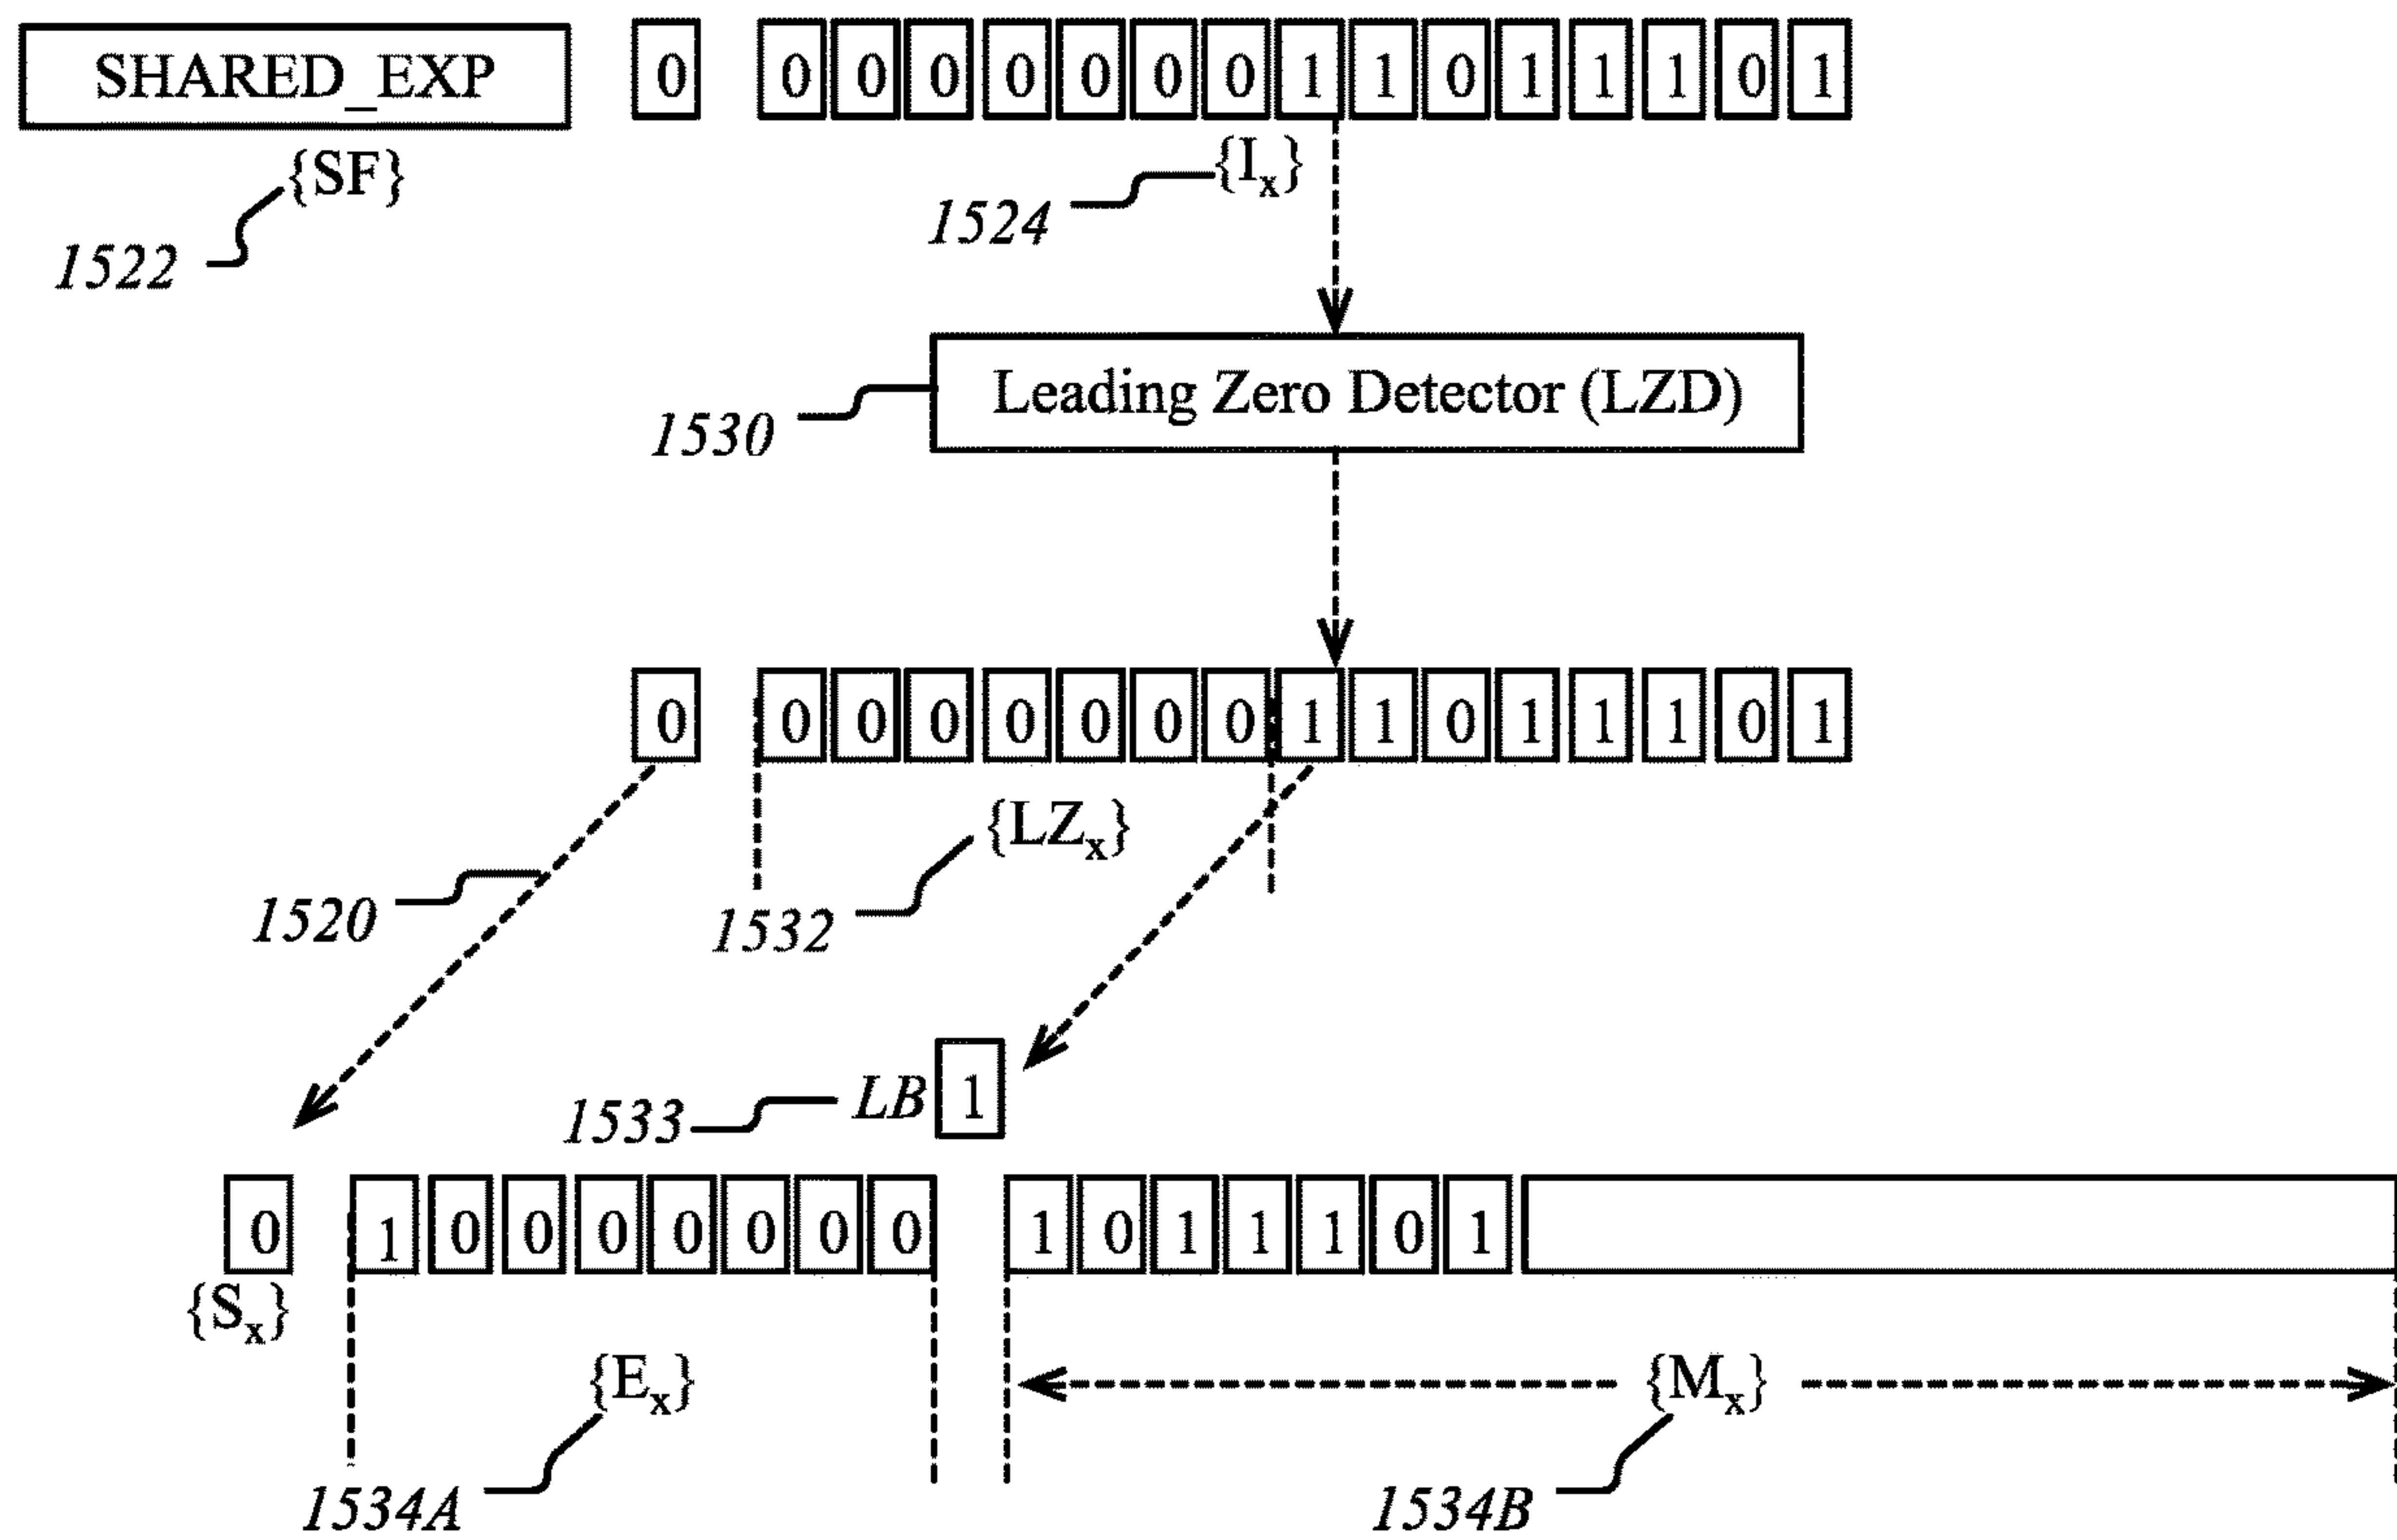 SHARED_EXP 0 0 0 0 0 0 0 0 1 1 0 1 1 1 0 1
{SF} {Ix}
1522 1524
Leading Zero Detector (LZD)
1530
0 0 0 0 0 0 0 0 1 1 0 1 1 1 0 1
{LZx}
1520 1532
1533 LB 1
0 1 0 0 0 0 0 0 0 1 0 1 1 1 0 1
{Sx}
{Ex} {Mx}
1534A 1534B